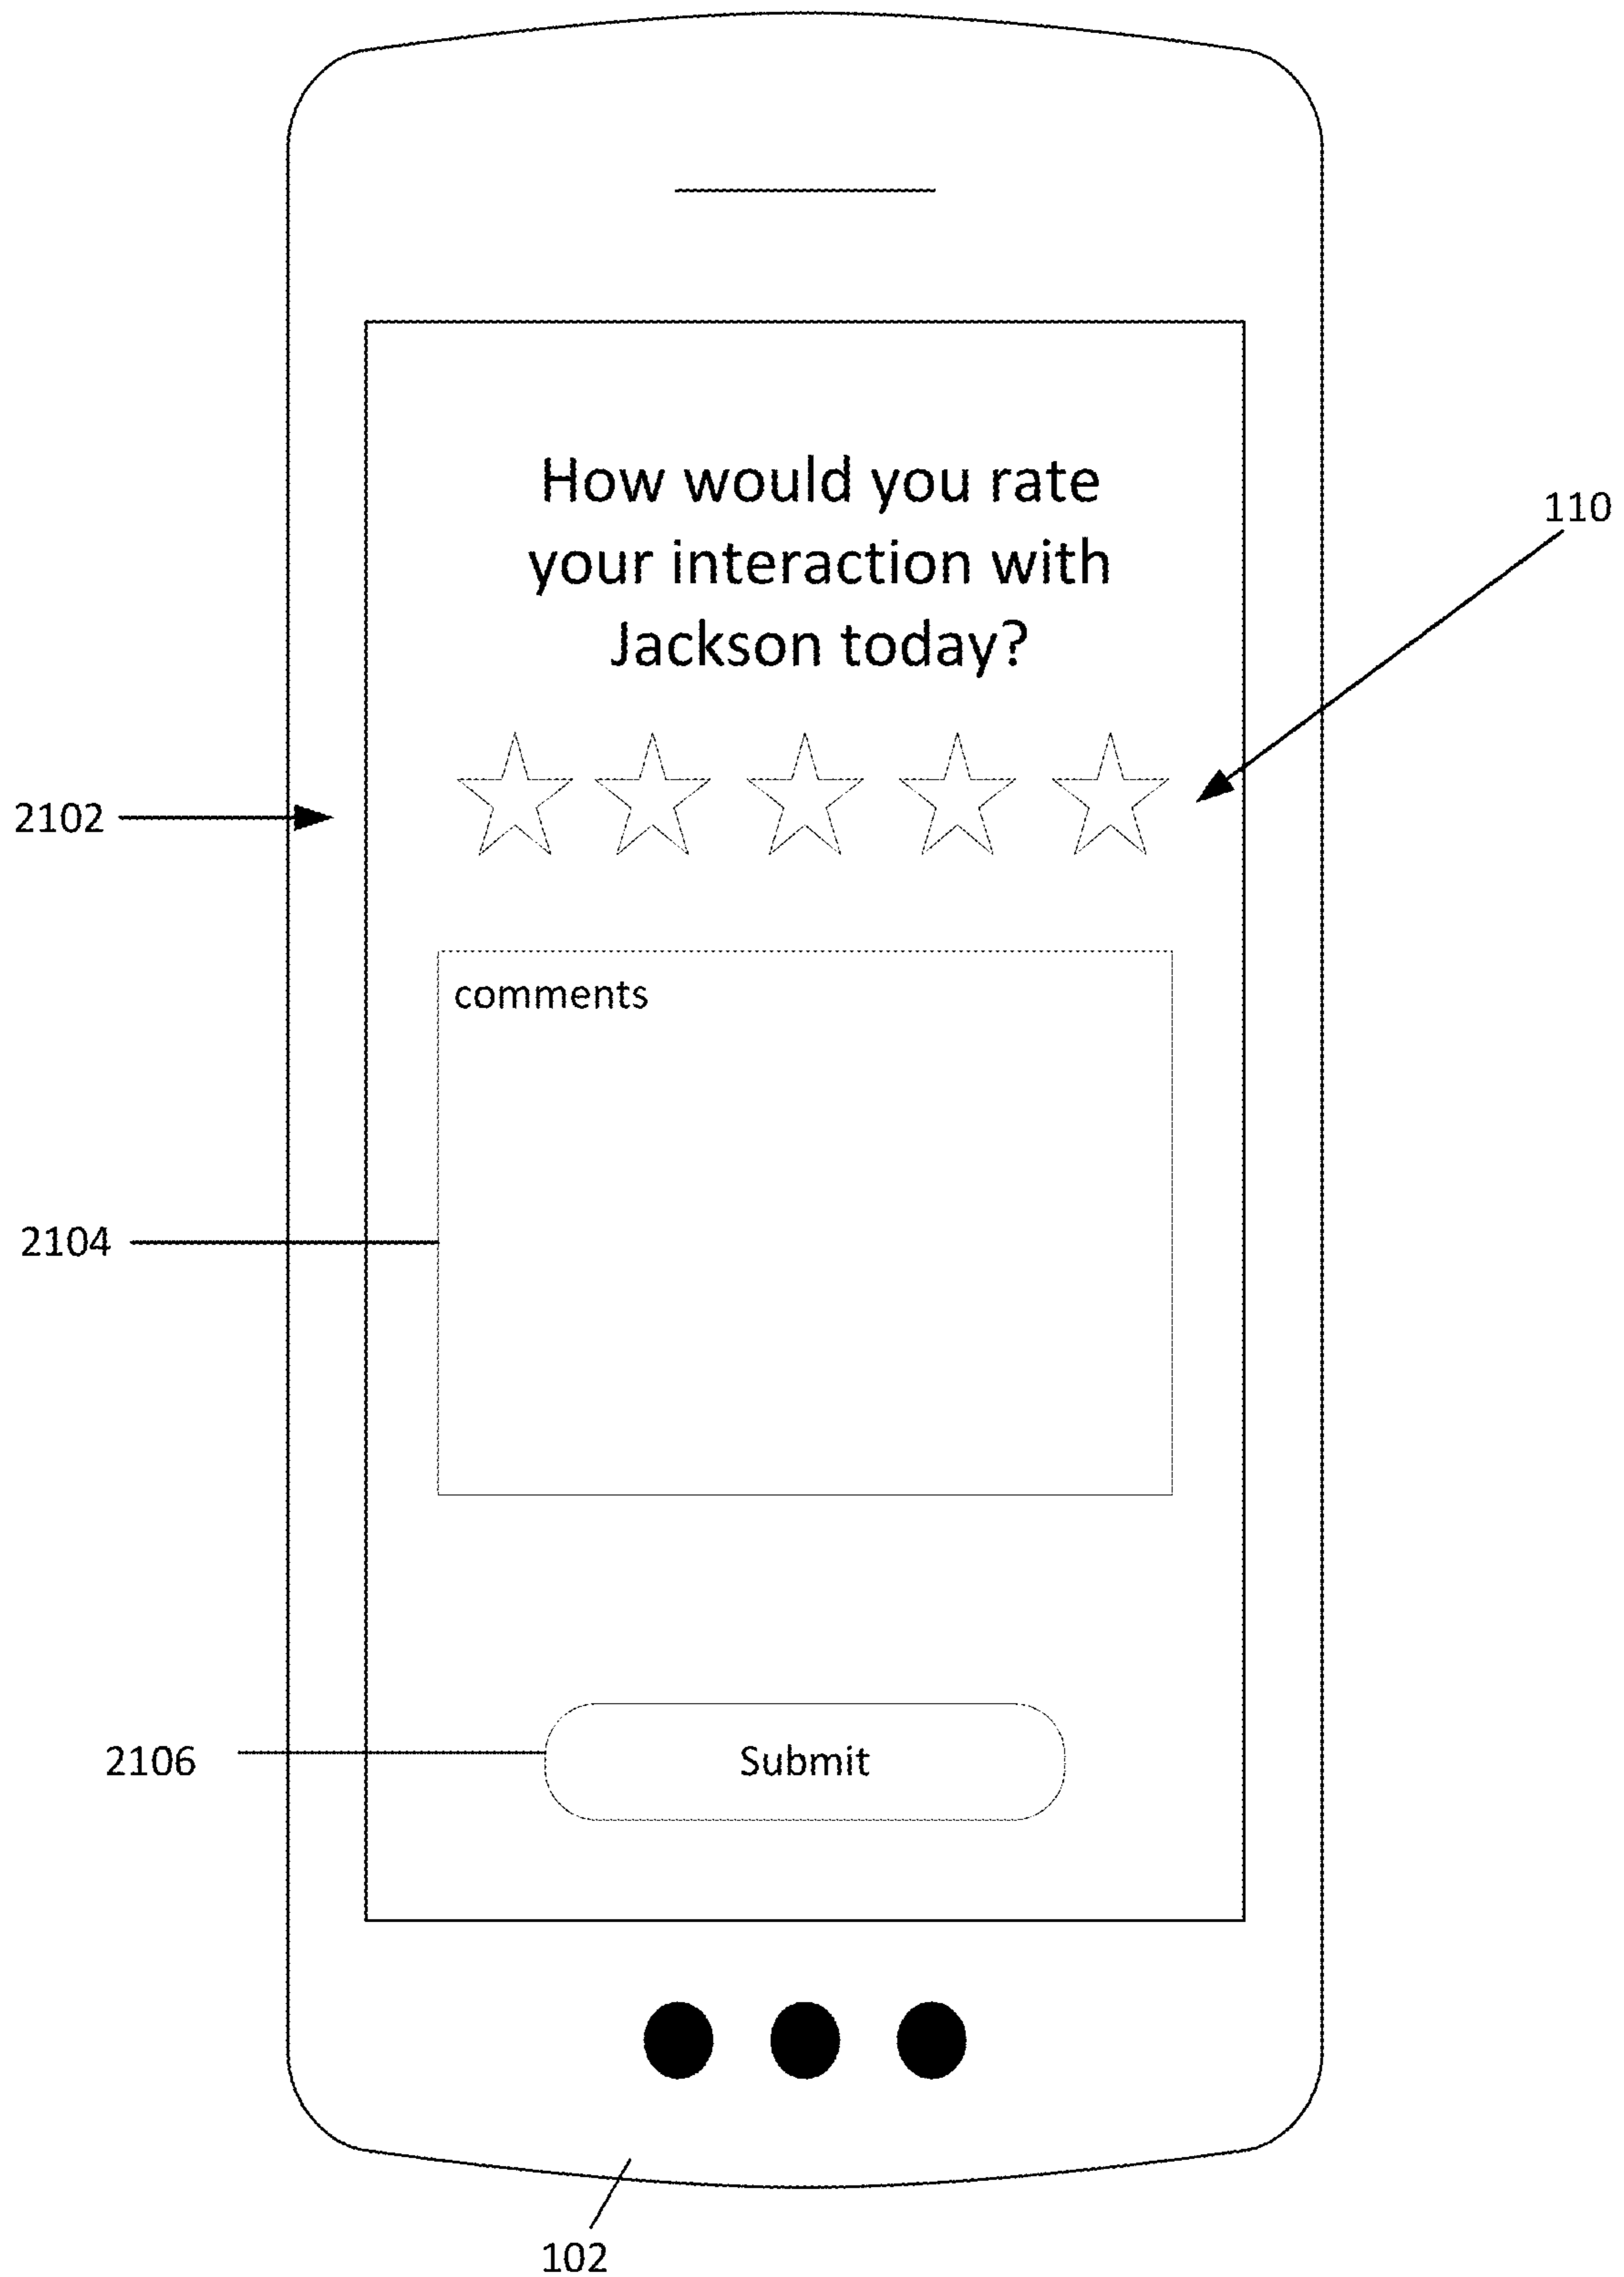 How would you rate
your interaction with
Jackson today?
110
2102
comments
2104
2106
Submit
102